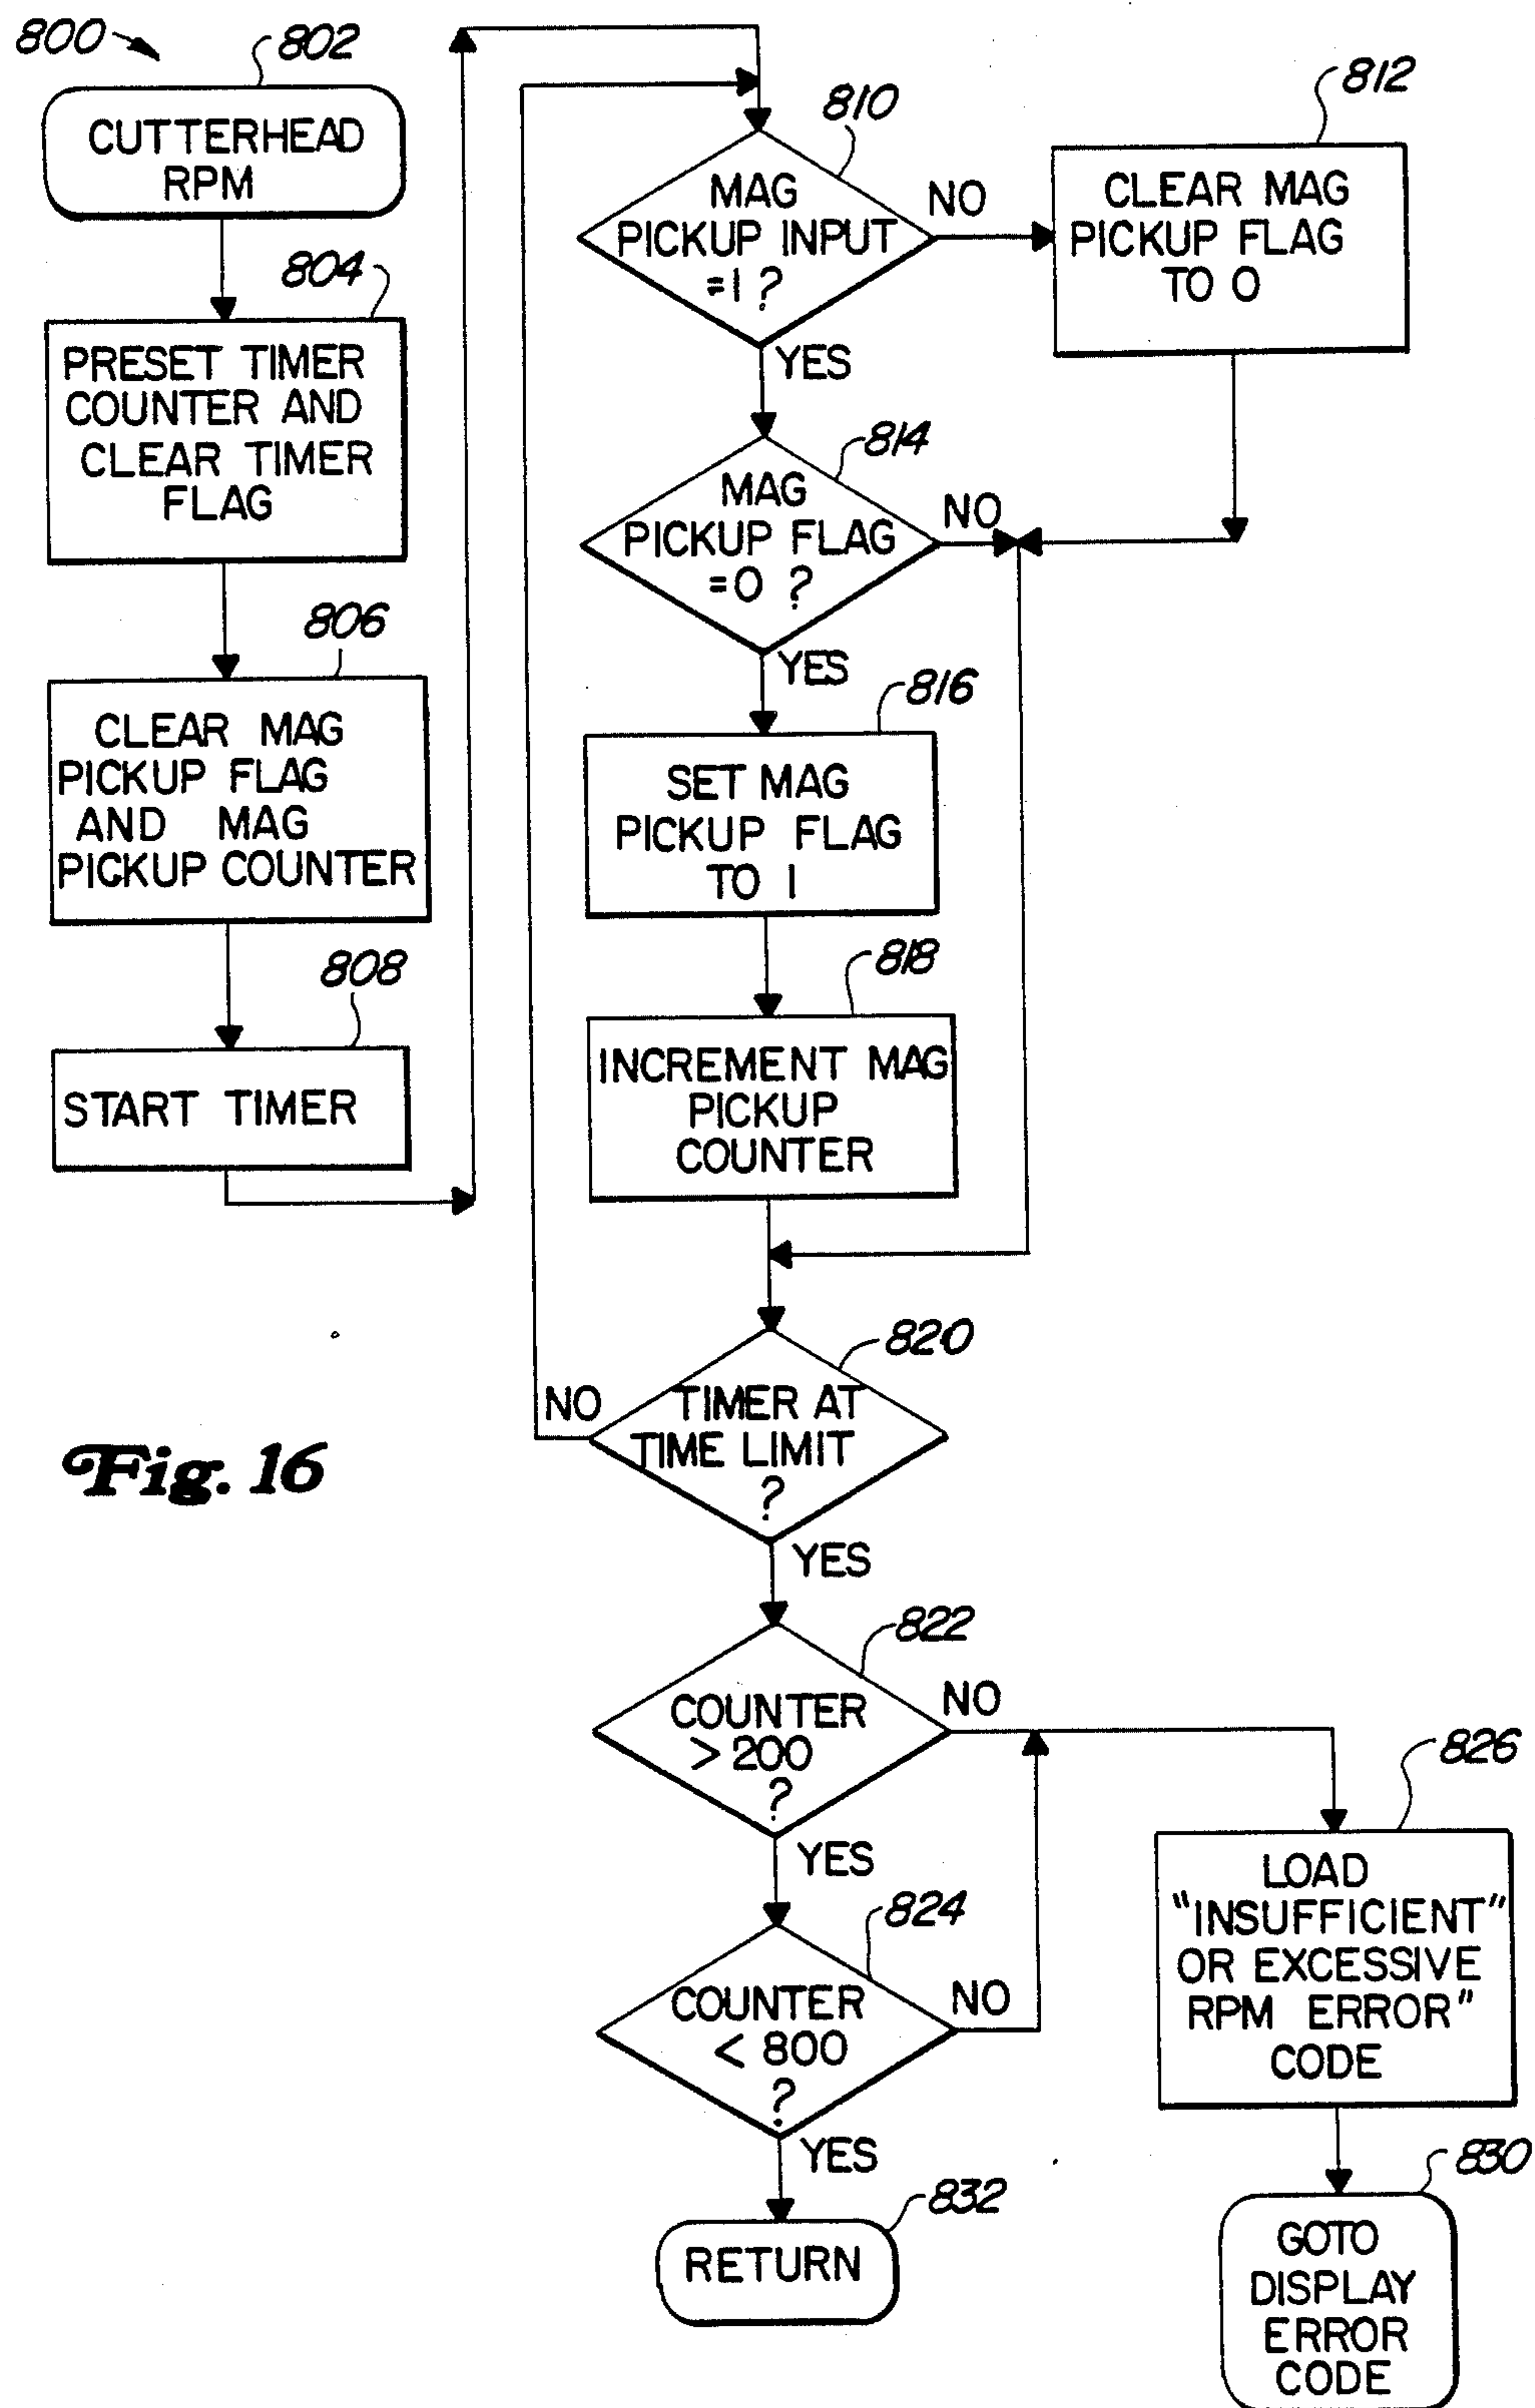 800
802
CUTTERHEAD
RPM
804
PRESET TIMER
COUNTER AND
CLEAR TIMER
FLAG
806
CLEAR MAG
PICKUP FLAG
AND MAG
PICKUP COUNTER
808
START TIMER
810
MAG
PICKUP INPUT
=1 ?
NO
YES
812
CLEAR MAG
PICKUP FLAG
TO 0
814
MAG
PICKUP FLAG
=0 ?
NO
YES
816
SET MAG
PICKUP FLAG
TO 1
818
INCREMENT MAG
PICKUP
COUNTER
820
TIMER AT
TIME LIMIT
?
NO
YES
822
COUNTER
> 200
?
NO
YES
824
COUNTER
< 800
?
NO
YES
826
LOAD
"INSUFFICIENT"
OR EXCESSIVE
RPM ERROR"
CODE
830
GOTO
DISPLAY
ERROR
CODE
832
RETURN
Fig. 16